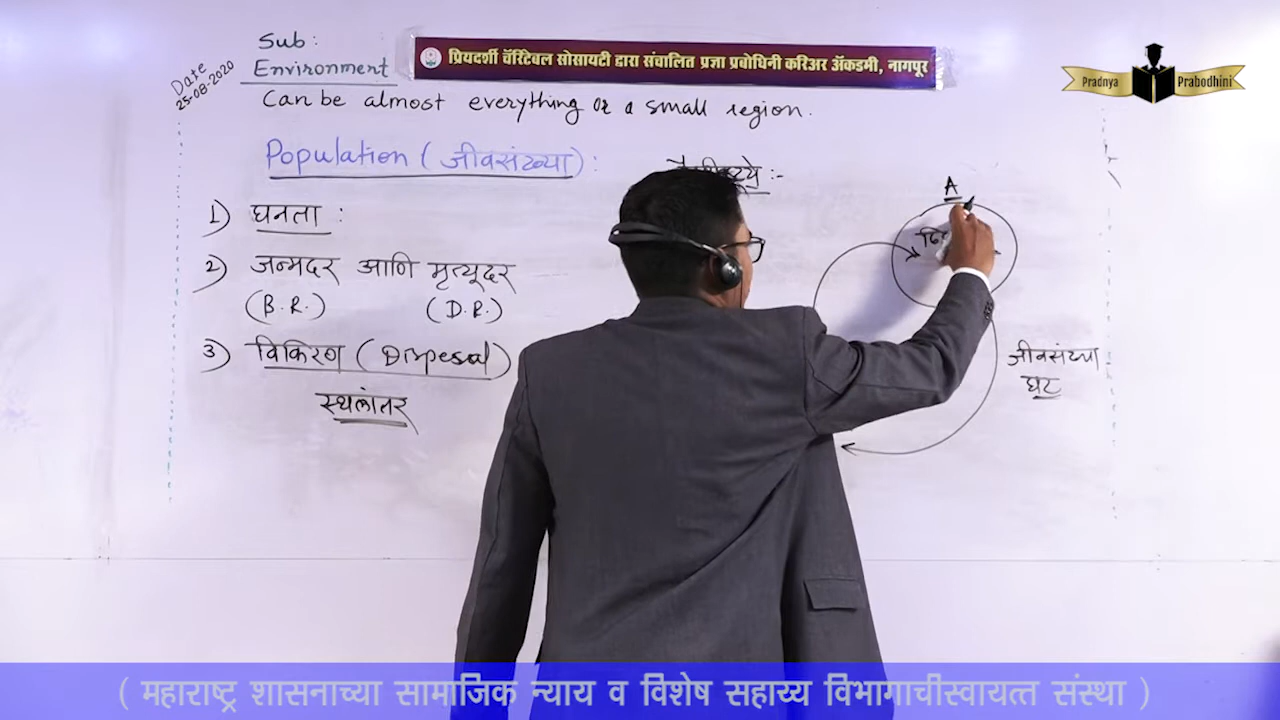 Sub:
Environment
Date
25-08-2020
प्रियदर्शी चॅरिटेबल सोसायटी द्वारा संचालित प्रज्ञा प्रबोधिनी करिअर अ‍ॅकडमी, नागपूर
Pradnya Prabodhini
Can be almost everything or a small region.
Population ( जीवसंख्या ) :
1) घनता :
2) जन्मदर आणि मृत्यूदर
(B.R.) (D.R.)
3) विकिरण ( Dispesal )
स्थलांतर
A
जीवसंख्या
घट
( महाराष्ट्र शासनाच्या सामाजिक न्याय व विशेष सहाय्य विभागाचीस्वायत्त संस्था )